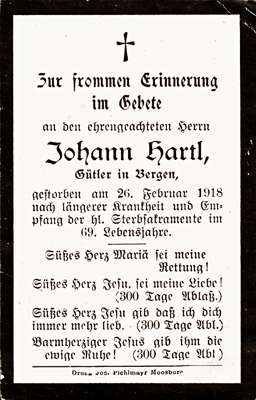 Zur frommen Erinnerung
im Gebete
an den ehrengeachteten Herrn
Johann Hartl,
Gütler in Bergen,
gestorben am 26. Februar 1918
nach längerer Krankheit und Em-
pfang der hl. Sterbsakramente im
69. Lebensjahre.
Süßes Herz Mariä sei meine
Rettung!
Süßes Herz Jesu, sei meine Liebe!
(300 Tage Ablaß.)
Süßes Herz Jesu gib daß ich dich
immer mehr lieb. (300 Tage Abl.)
Barmherziger Jesus gib ihm die
ewige Ruhe! (300 Tage Abl)
Druck Jos. Pichlmayr Moosburg